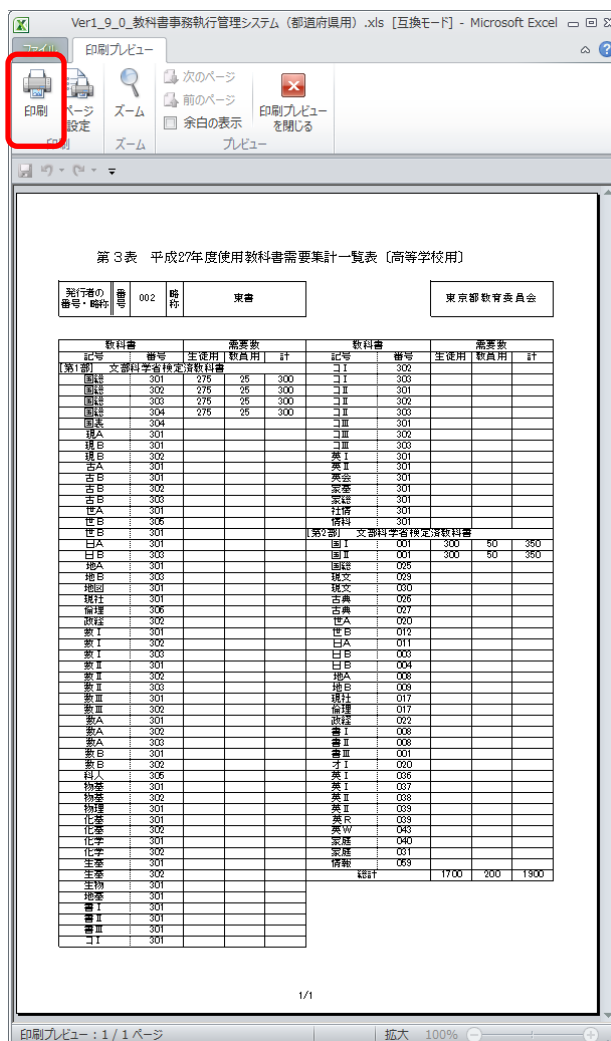 Ver1_9_0_教科書事務執行管理システム（都道府県用）.xls [互換モード] - Microsoft Excel
ファイル 印刷プレビュー
印刷 ページ設定 ズーム 次のページ 前のページ 余白の表示 印刷プレビューを閉じる
印刷 ズーム プレビュー
第３表 平成27年度使用教科書需要集計一覧表〔高等学校用〕
発行者の番号・略称 番号 002 略称 東書 東京都教育委員会
教科書 需要数 教科書 需要数
記号 番号 生徒用 教員用 計 記号 番号 生徒用 教員用 計
[第1部] 文部科学省検定済教科書 コⅠ 302
国総 301 275 25 300 コⅠ 303
国総 302 275 25 300 コⅡ 301
国総 303 275 25 300 コⅡ 302
国総 304 275 25 300 コⅡ 303
国表 304 コⅢ 301
現A 301 コⅢ 302
現B 301 コⅢ 303
現B 302 英Ⅰ 301
古A 301 英Ⅱ 301
古B 301 英会 301
古B 302 家基 301
古B 303 家総 301
世A 301 社情 301
世B 305 情科 301
世B 301 [第2部] 文部科学省検定済教科書
日A 301 国Ⅰ 001 300 50 350
日B 303 国Ⅱ 001 300 50 350
地A 301 国総 025
地B 303 現文 029
地図 301 現文 030
現社 301 古典 026
倫理 306 古典 027
政経 302 世A 020
数Ⅰ 301 世B 012
数Ⅰ 302 日A 011
数Ⅰ 303 日B 003
数Ⅱ 301 日B 004
数Ⅱ 302 地A 008
数Ⅱ 303 地B 009
数Ⅲ 301 現社 017
数Ⅲ 302 倫理 017
数A 301 政経 022
数A 302 書Ⅰ 008
数A 303 書Ⅱ 008
数B 301 書Ⅲ 001
数B 302 オⅠ 020
科人 305 英Ⅰ 036
物基 301 英Ⅰ 037
物基 302 英Ⅱ 038
物理 301 英Ⅱ 039
化基 301 英R 039
化基 302 英W 043
化学 301 家庭 040
化学 302 家庭 031
生基 301 情報 059
生基 302 総計 1700 200 1900
生物 301
地基 301
書Ⅰ 301
書Ⅱ 301
書Ⅲ 301
コⅠ 301
1/1
印刷プレビュー：1 / 1 ページ 拡大 100%